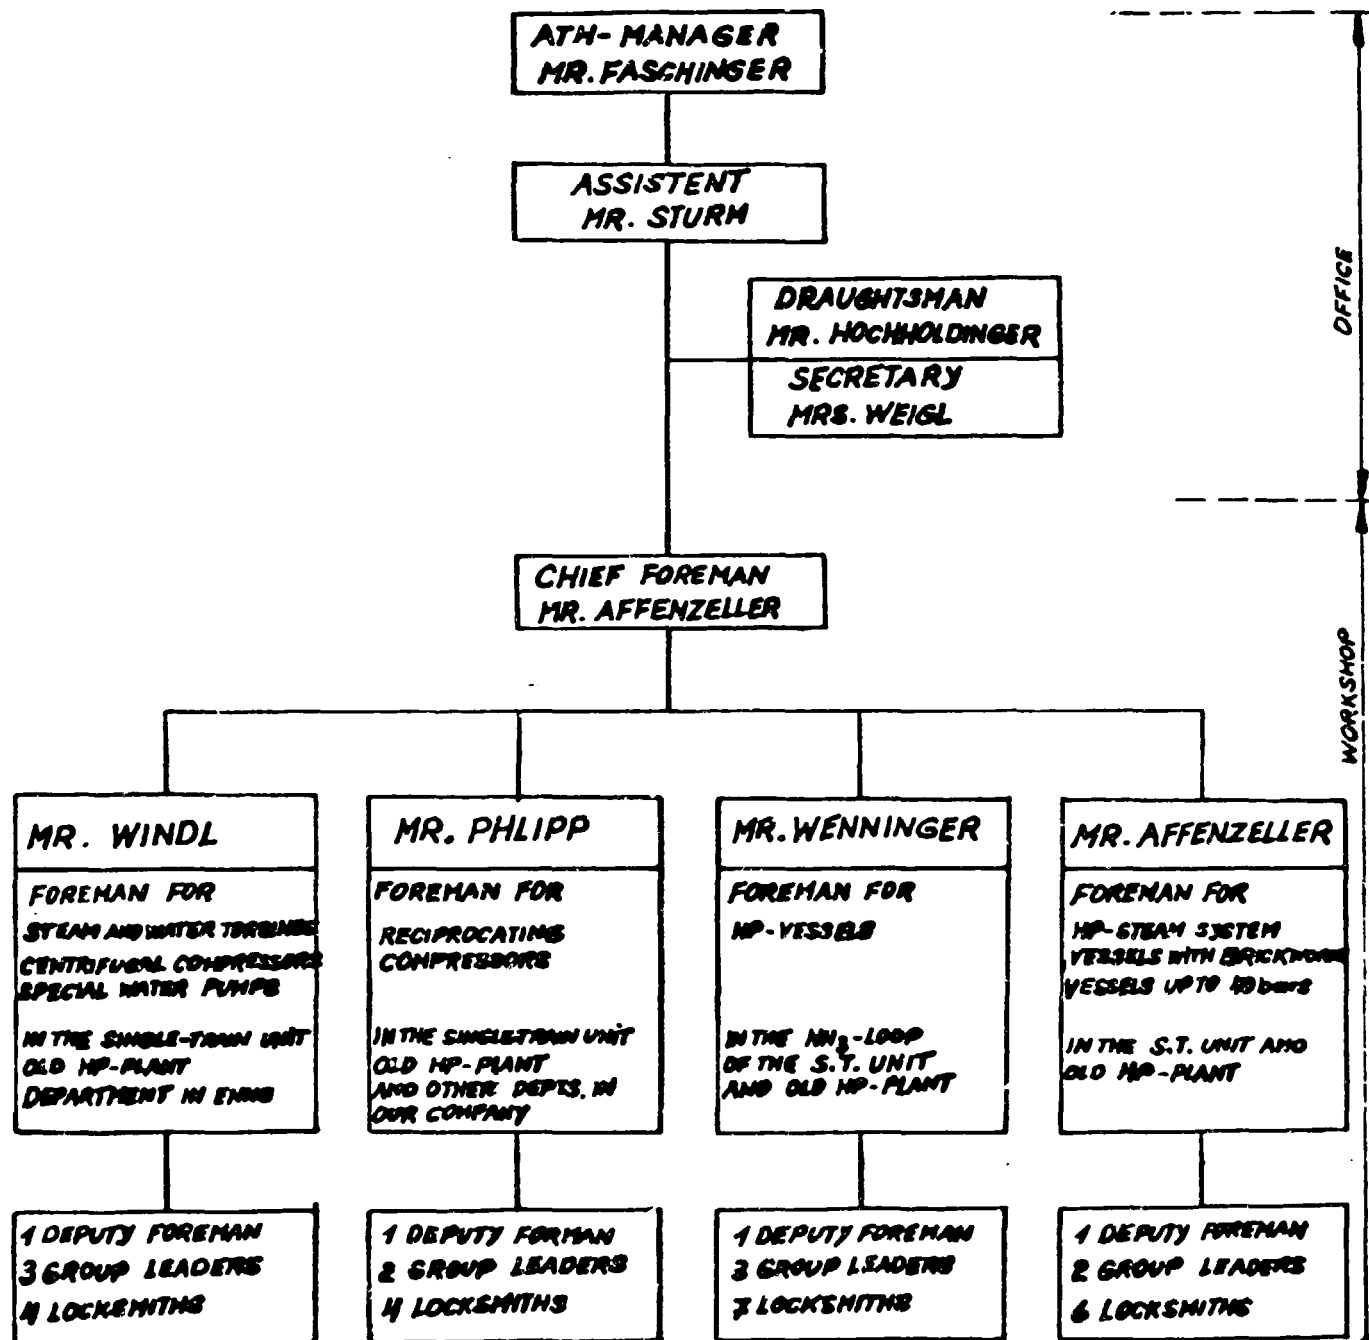 ATH-MANAGER
MR. FASCHINGER
ASSISTENT
MR. STURM
DRAUGHTSMAN
MR. HOCHHOLDINGER
SECRETARY
MRS. WEIGL
OFFICE
CHIEF FOREMAN
MR. AFFENZELLER
WORKSHOP
MR. WINDL
FOREMAN FOR
STEAM AND WATER TURBINES
CENTRIFUGAL COMPRESSORS
SPECIAL WATER PUMPS
IN THE SINGLE-TRAIN UNIT
OLD HP-PLANT
DEPARTMENT IN ENNS
1 DEPUTY FOREMAN
3 GROUP LEADERS
4 LOCKSMITHS
MR. PHLIPP
FOREMAN FOR
RECIPROCATING
COMPRESSORS
IN THE SINGLE-TRAIN UNIT
OLD HP-PLANT
AND OTHER DEPTS. IN
OUR COMPANY
1 DEPUTY FORMAN
2 GROUP LEADERS
4 LOCKSMITHS
MR. WENNINGER
FOREMAN FOR
HP-VESSELS
IN THE NH3-LOOP
OF THE S.T. UNIT
AND OLD HP-PLANT
1 DEPUTY FOREMAN
GROUP LEADERS
7 LOCKSMITHS
MR. AFFENZELLER
FOREMAN FOR
HP-STEAM SYSTEM
VESSELS WITH BRICKWORK
VESSELS UP TO bars
IN THE S.T. UNIT AND
OLD HP-PLANT
1 DEPUTY FOREMAN
2 GROUP LEADERS
6 LOCKSMITHS